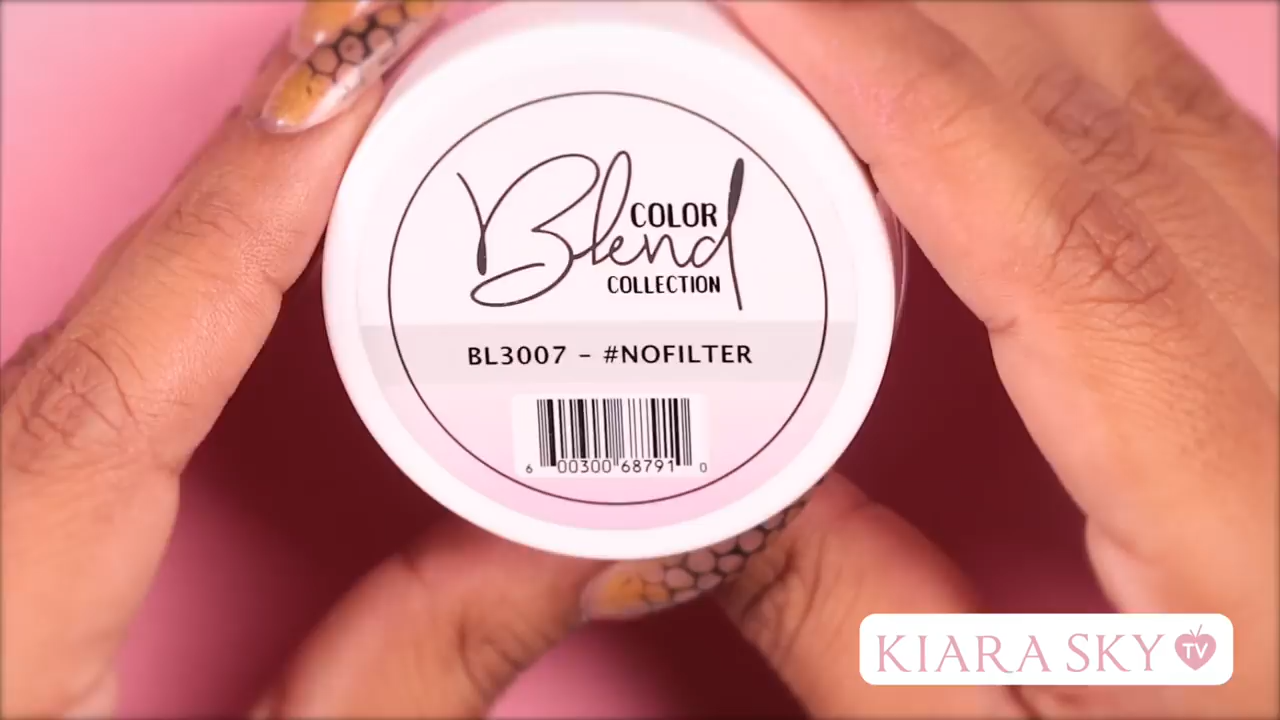 Blend
COLOR
COLLECTION
BL3007 - #NOFILTER
6 00300 68791 0
KIARA SKY TV